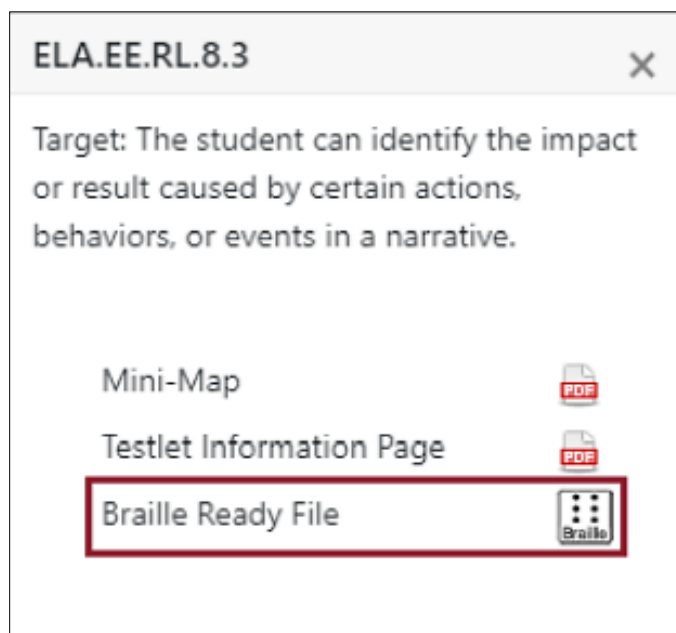 ELA.EE.RL.8.3 ×
Target: The student can identify the impact
or result caused by certain actions,
behaviors, or events in a narrative.
Mini-Map PDF
Testlet Information Page PDF
Braille Ready File Braille